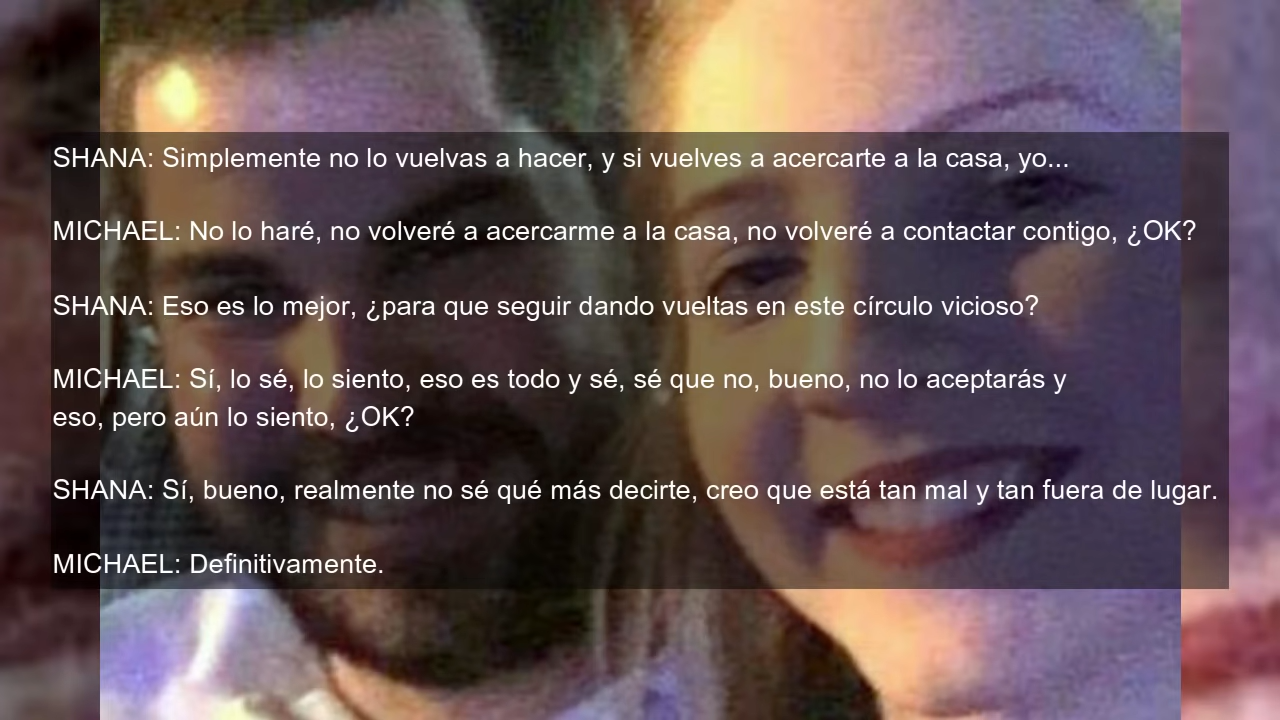 SHANA: Simplemente no lo vuelvas a hacer, y si vuelves a acercarte a la casa, yo...
MICHAEL: No lo haré, no volveré a acercarme a la casa, no volveré a contactar contigo, ¿OK?
SHANA: Eso es lo mejor, ¿para que seguir dando vueltas en este círculo vicioso?
MICHAEL: Sí, lo sé, lo siento, eso es todo y sé, sé que no, bueno, no lo aceptarás y
eso, pero aún lo siento, ¿OK?
SHANA: Sí, bueno, realmente no sé qué más decirte, creo que está tan mal y tan fuera de lugar.
MICHAEL: Definitivamente.